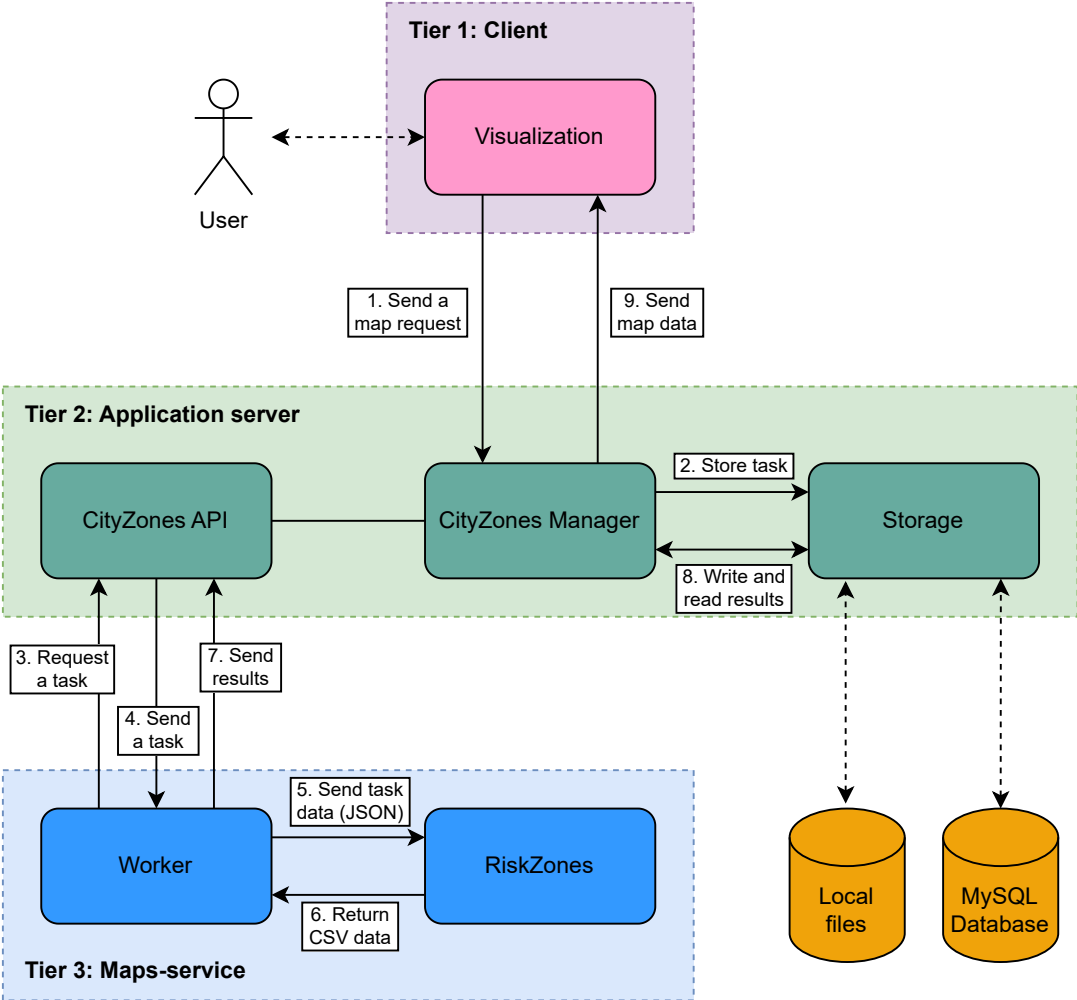 Tier 1: Client
Visualization
User
1. Send a
map request
9. Send
map data
Tier 2: Application server
CityZones API
CityZones Manager
2. Store task
Storage
8. Write and
read results
3. Request
a task
7. Send
results
4. Send
a task
5. Send task
data (JSON)
Worker
RiskZones
6. Return
CSV data
Tier 3: Maps-service
Local
files
MySQL
Database